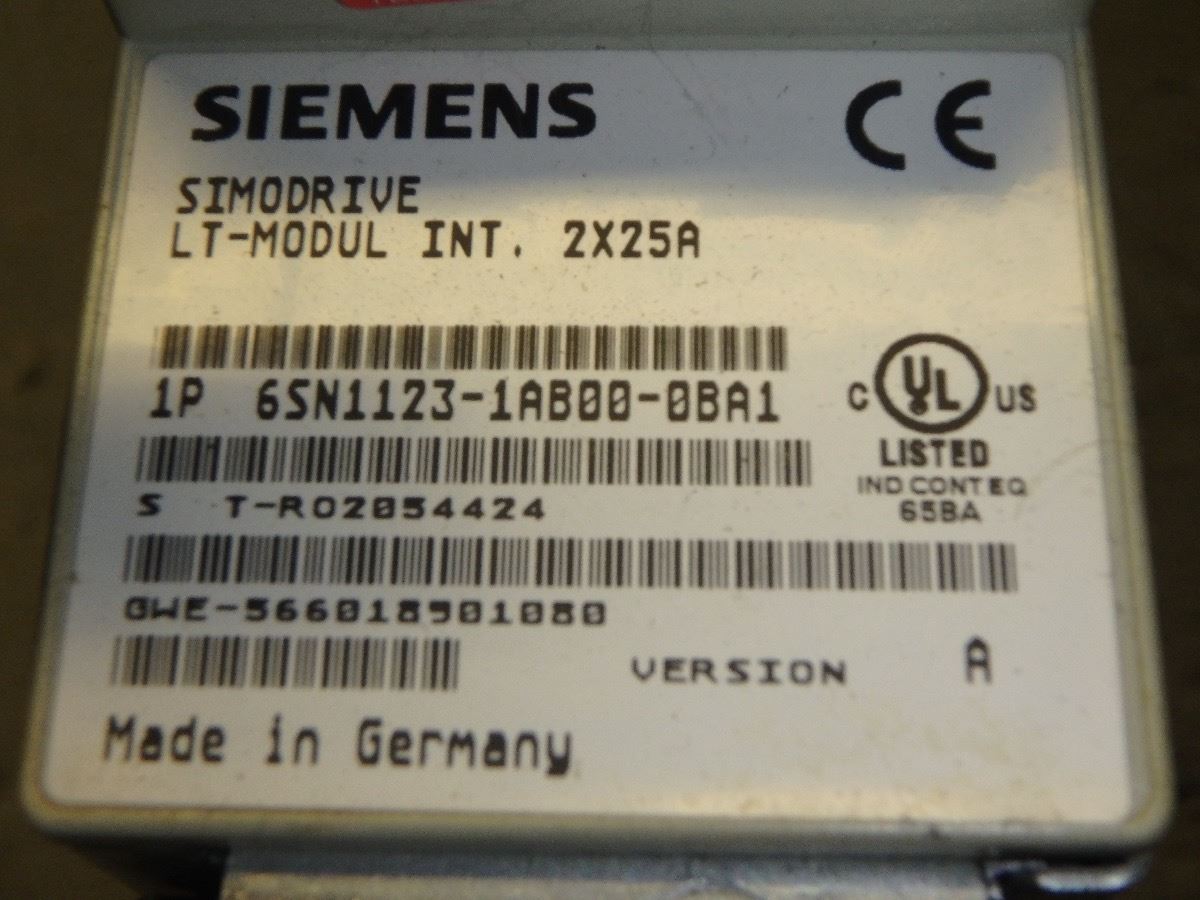 SIEMENS
CE
SIMODRIVE
LT-MODUL INT. 2X25A
1P 6SN1123-1AB00-0BA1
C UL US
LISTED
IND CONT EQ
65BA
S T-R02054424
GWE-566018901080
VERSION A
Made in Germany